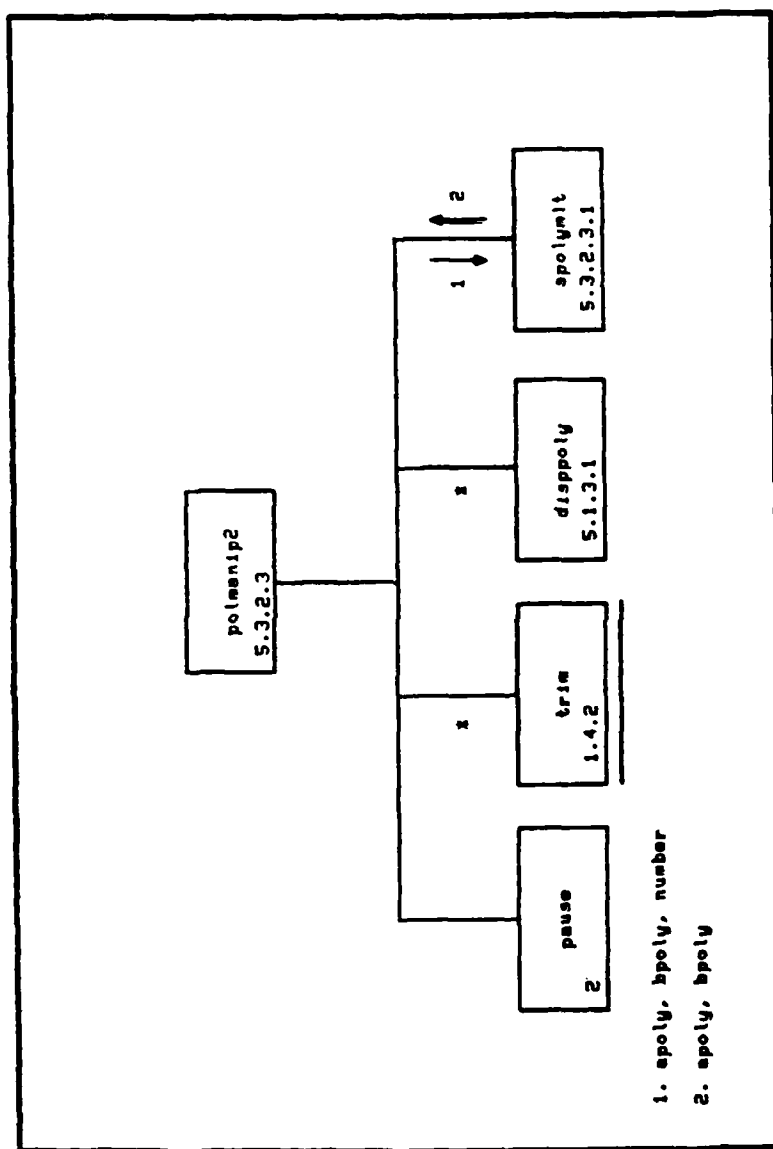 polmanip2
5.3.2.3
pause
2
*
trim
1.4.2
*
disppoly
5.1.3.1
1
2
spolymlt
5.3.2.3.1
1. apoly, bpoly, number
2. apoly, bpoly